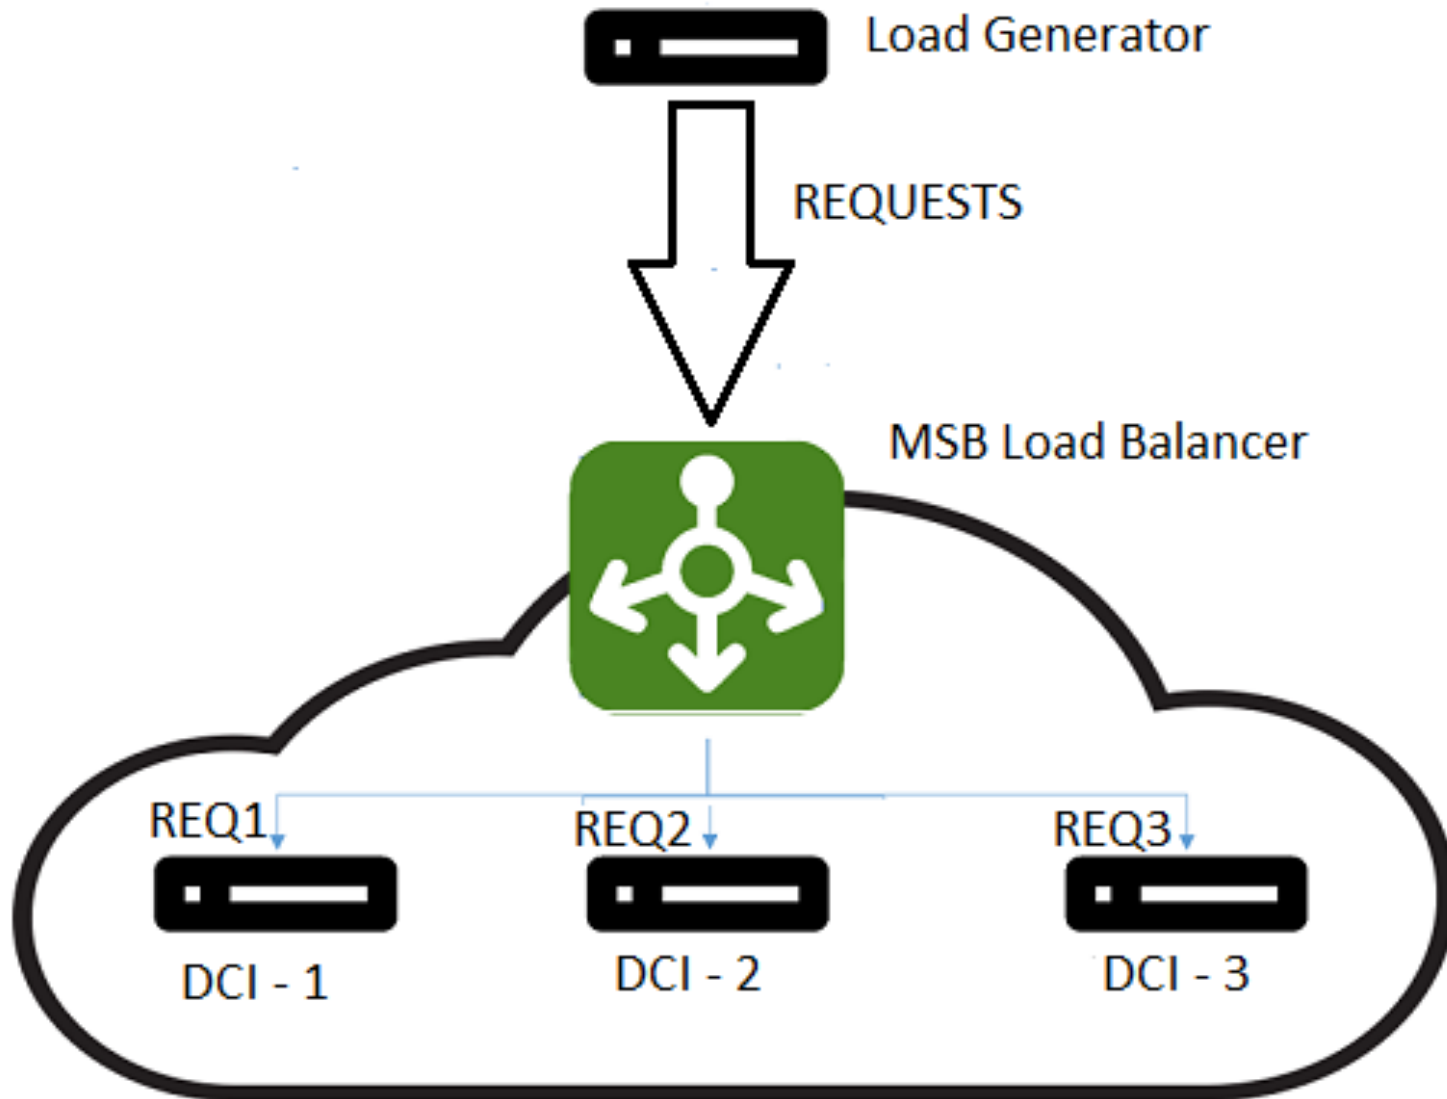 Load Generator
REQUESTS
MSB Load Balancer
REQ1
REQ2
REQ3
DCI - 1
DCI - 2
DCI - 3